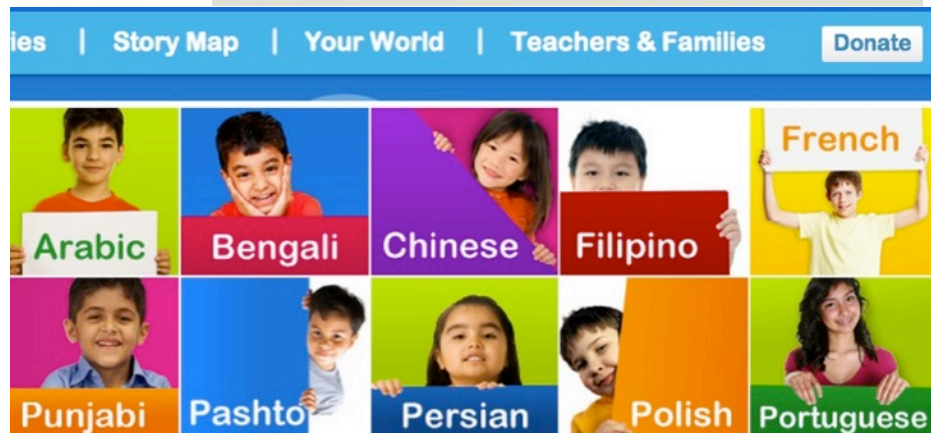 ies | Story Map | Your World | Teachers & Families Donate
Arabic Bengali Chinese Filipino French
Punjabi Pashto Persian Polish Portuguese